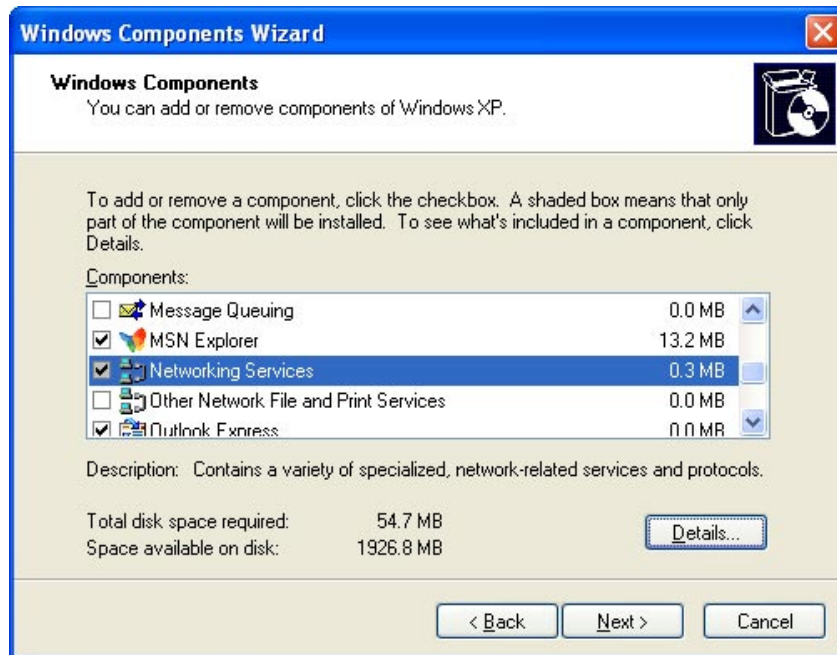 Windows Components Wizard
Windows Components
You can add or remove components of Windows XP.
To add or remove a component, click the checkbox. A shaded box means that only
part of the component will be installed. To see what's included in a component, click
Details.
Components:
Message Queuing 0.0 MB
MSN Explorer 13.2 MB
Networking Services 0.3 MB
Other Network File and Print Services 0.0 MB
Outlook Express 0.0 MB
Description: Contains a variety of specialized, network-related services and protocols.
Total disk space required: 54.7 MB
Space available on disk: 1926.8 MB
Details...
< Back Next > Cancel